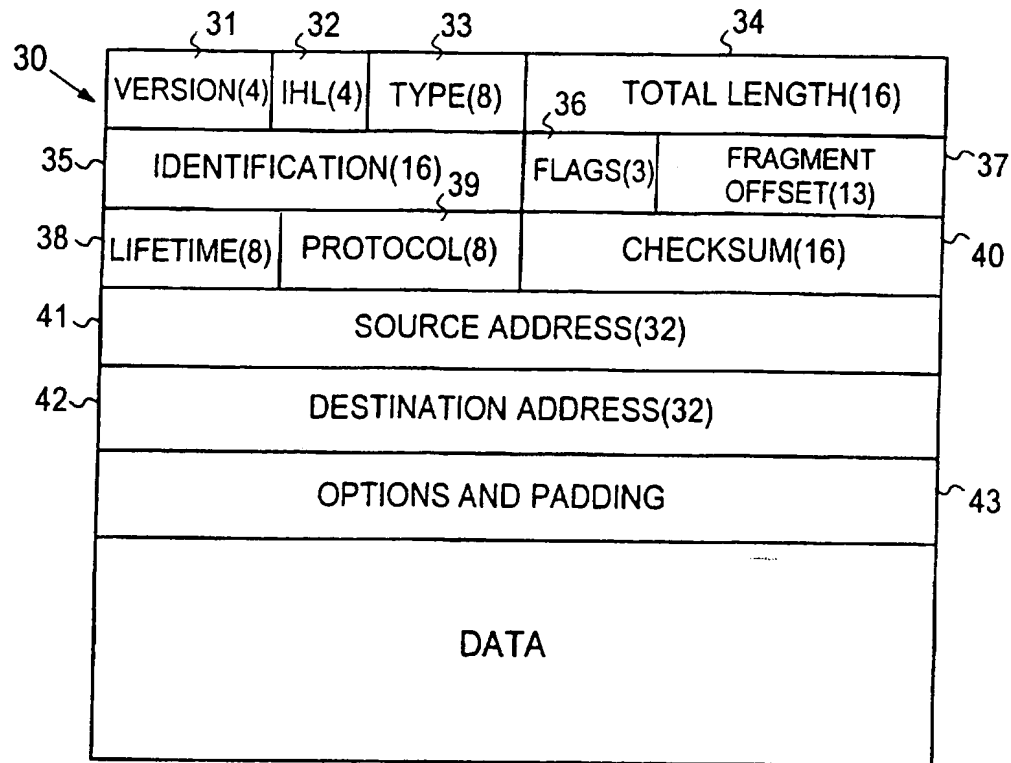 31 32 33 34
30
VERSION(4) IHL(4) TYPE(8) TOTAL LENGTH(16)
36
35 IDENTIFICATION(16) FLAGS(3) FRAGMENT OFFSET(13) 37
39
38 LIFETIME(8) PROTOCOL(8) CHECKSUM(16) 40
41 SOURCE ADDRESS(32)
42 DESTINATION ADDRESS(32)
OPTIONS AND PADDING 43
DATA